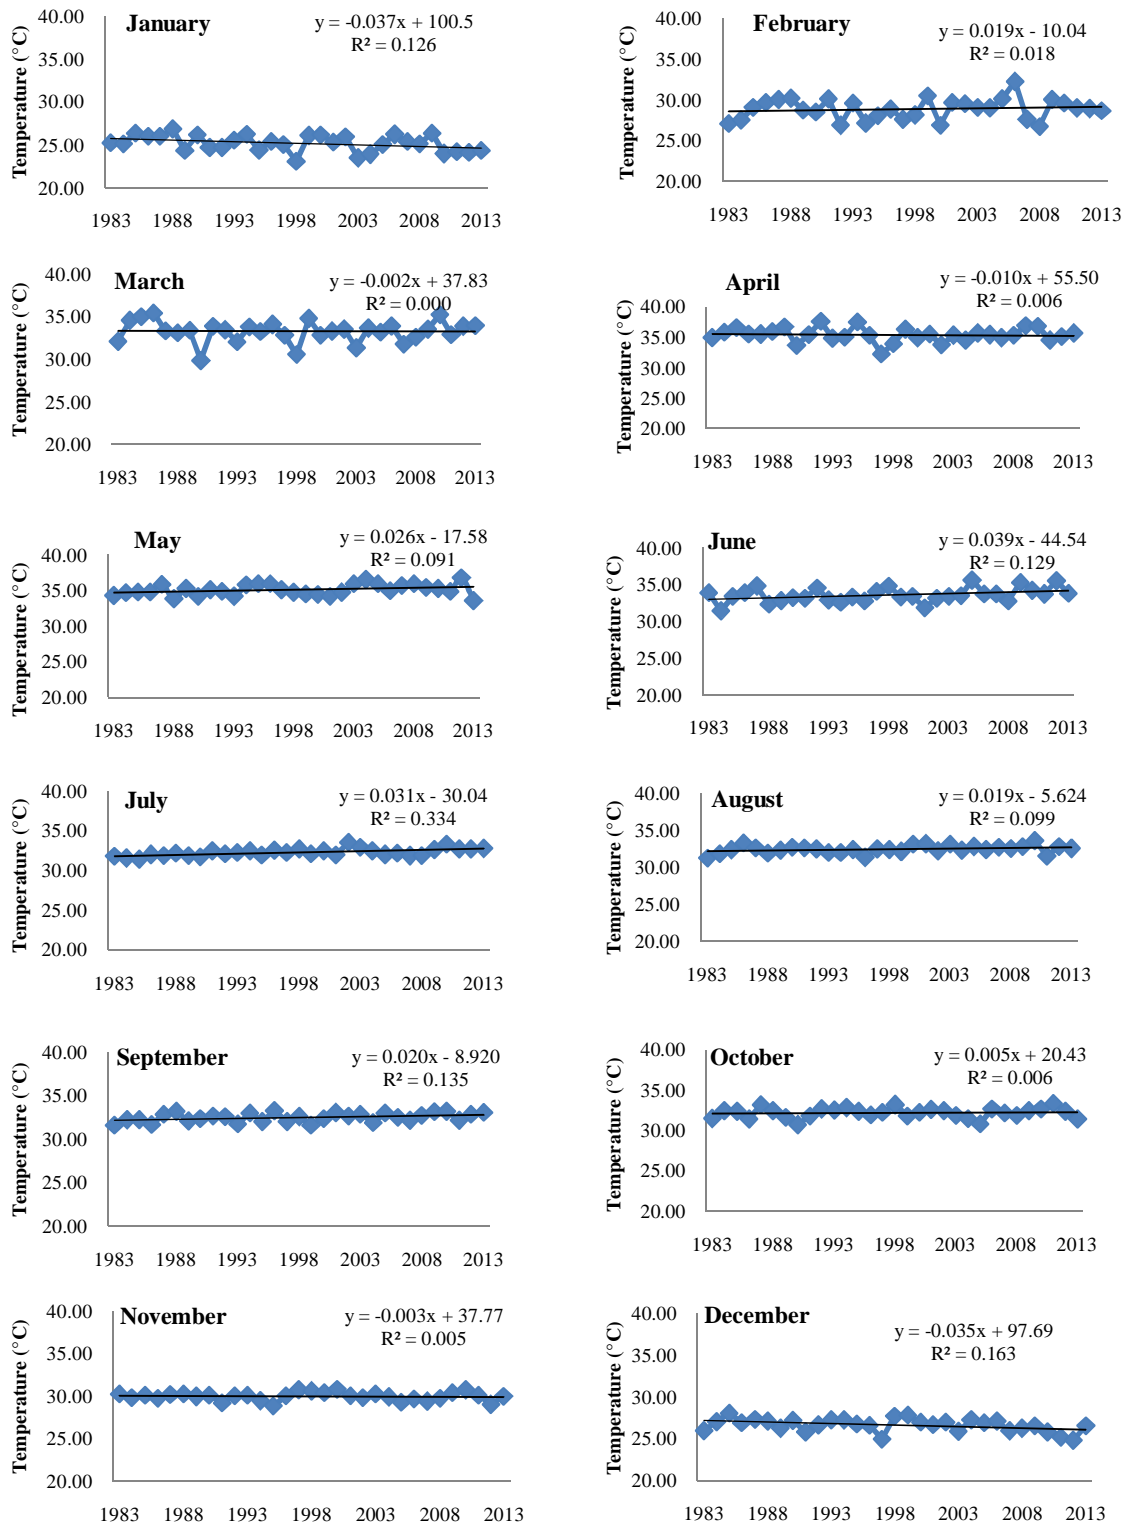 January
y = -0.037x + 100.5
R² = 0.126
Temperature (°C)
40.00
35.00
30.00
25.00
20.00
1983 1988 1993 1998 2003 2008 2013
February
y = 0.019x - 10.04
R² = 0.018
Temperature (°C)
40.00
35.00
30.00
25.00
20.00
1983 1988 1993 1998 2003 2008 2013
March
y = -0.002x + 37.83
R² = 0.000
Temperature (°C)
40.00
35.00
30.00
25.00
20.00
1983 1988 1993 1998 2003 2008 2013
April
y = -0.010x + 55.50
R² = 0.006
Temperature (°C)
40.00
35.00
30.00
25.00
20.00
1983 1988 1993 1998 2003 2008 2013
May
y = 0.026x - 17.58
R² = 0.091
Temperature (°C)
40.00
35.00
30.00
25.00
20.00
1983 1988 1993 1998 2003 2008 2013
June
y = 0.039x - 44.54
R² = 0.129
Temperature (°C)
40.00
35.00
30.00
25.00
20.00
1983 1988 1993 1998 2003 2008 2013
July
y = 0.031x - 30.04
R² = 0.334
Temperature (°C)
40.00
35.00
30.00
25.00
20.00
1983 1988 1993 1998 2003 2008 2013
August
y = 0.019x - 5.624
R² = 0.099
Temperature (°C)
40.00
35.00
30.00
25.00
20.00
1983 1988 1993 1998 2003 2008 2013
September
y = 0.020x - 8.920
R² = 0.135
Temperature (°C)
40.00
35.00
30.00
25.00
20.00
1983 1988 1993 1998 2003 2008 2013
October
y = 0.005x + 20.43
R² = 0.006
Temperature (°C)
40.00
35.00
30.00
25.00
20.00
1983 1988 1993 1998 2003 2008 2013
November
y = -0.003x + 37.77
R² = 0.005
Temperature (°C)
40.00
35.00
30.00
25.00
20.00
1983 1988 1993 1998 2003 2008 2013
December
y = -0.035x + 97.69
R² = 0.163
Temperature (°C)
40.00
35.00
30.00
25.00
20.00
1983 1988 1993 1998 2003 2008 2013